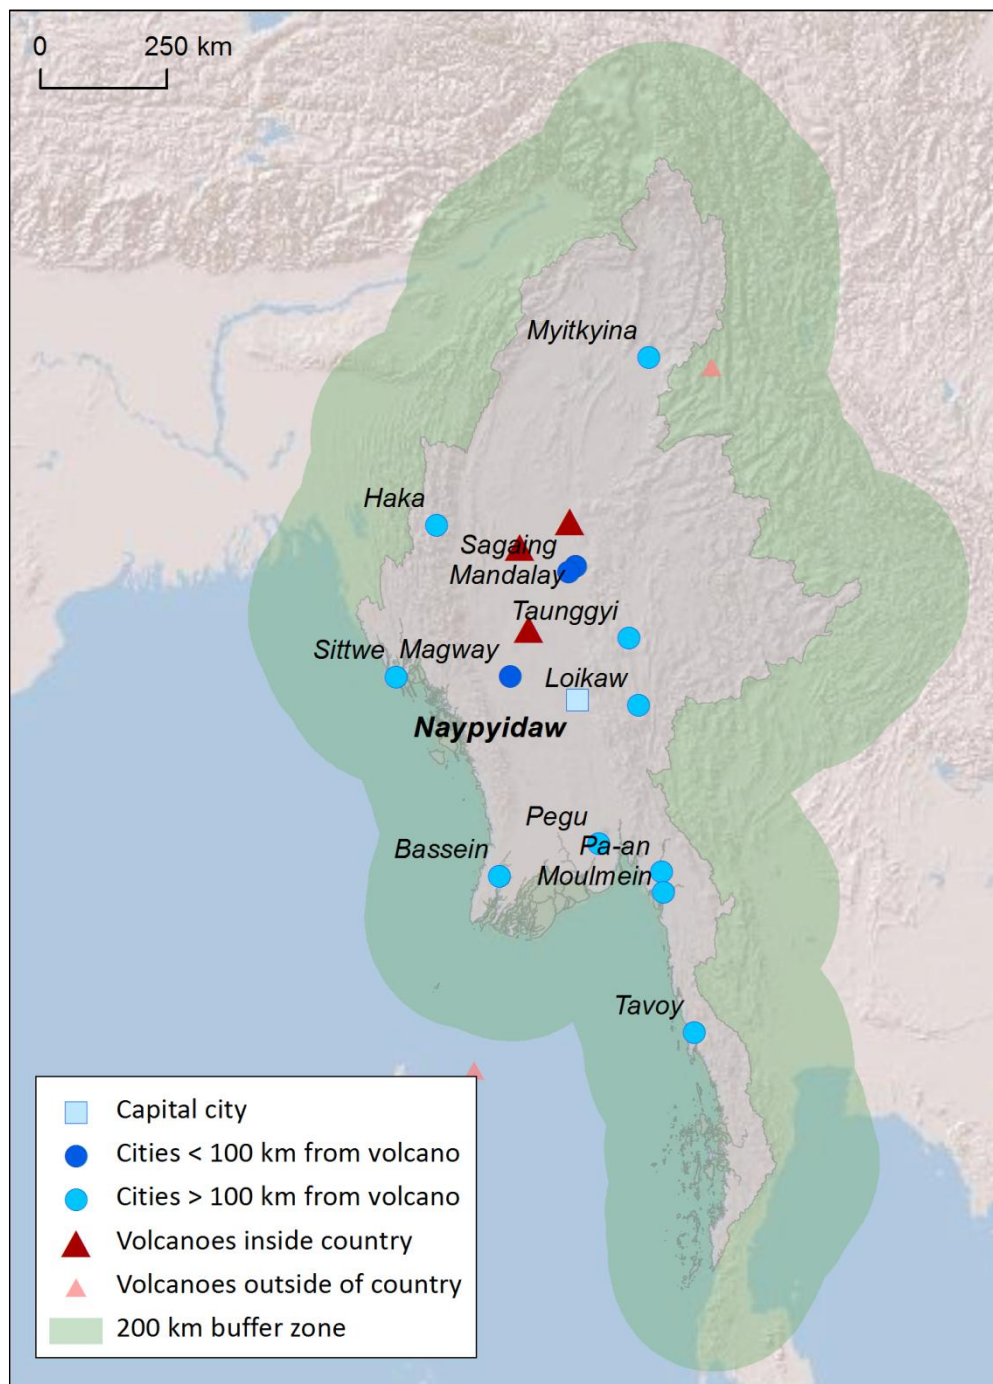 0 250 km
Myitkyina
Haka
Sagaing
Mandalay
Taunggyi
Sittwe Magway
Loikaw
Naypyidaw
Pegu
Pa-an
Bassein
Moulmein
Tavoy
Capital city
Cities < 100 km from volcano
Cities > 100 km from volcano
Volcanoes inside country
Volcanoes outside of country
200 km buffer zone